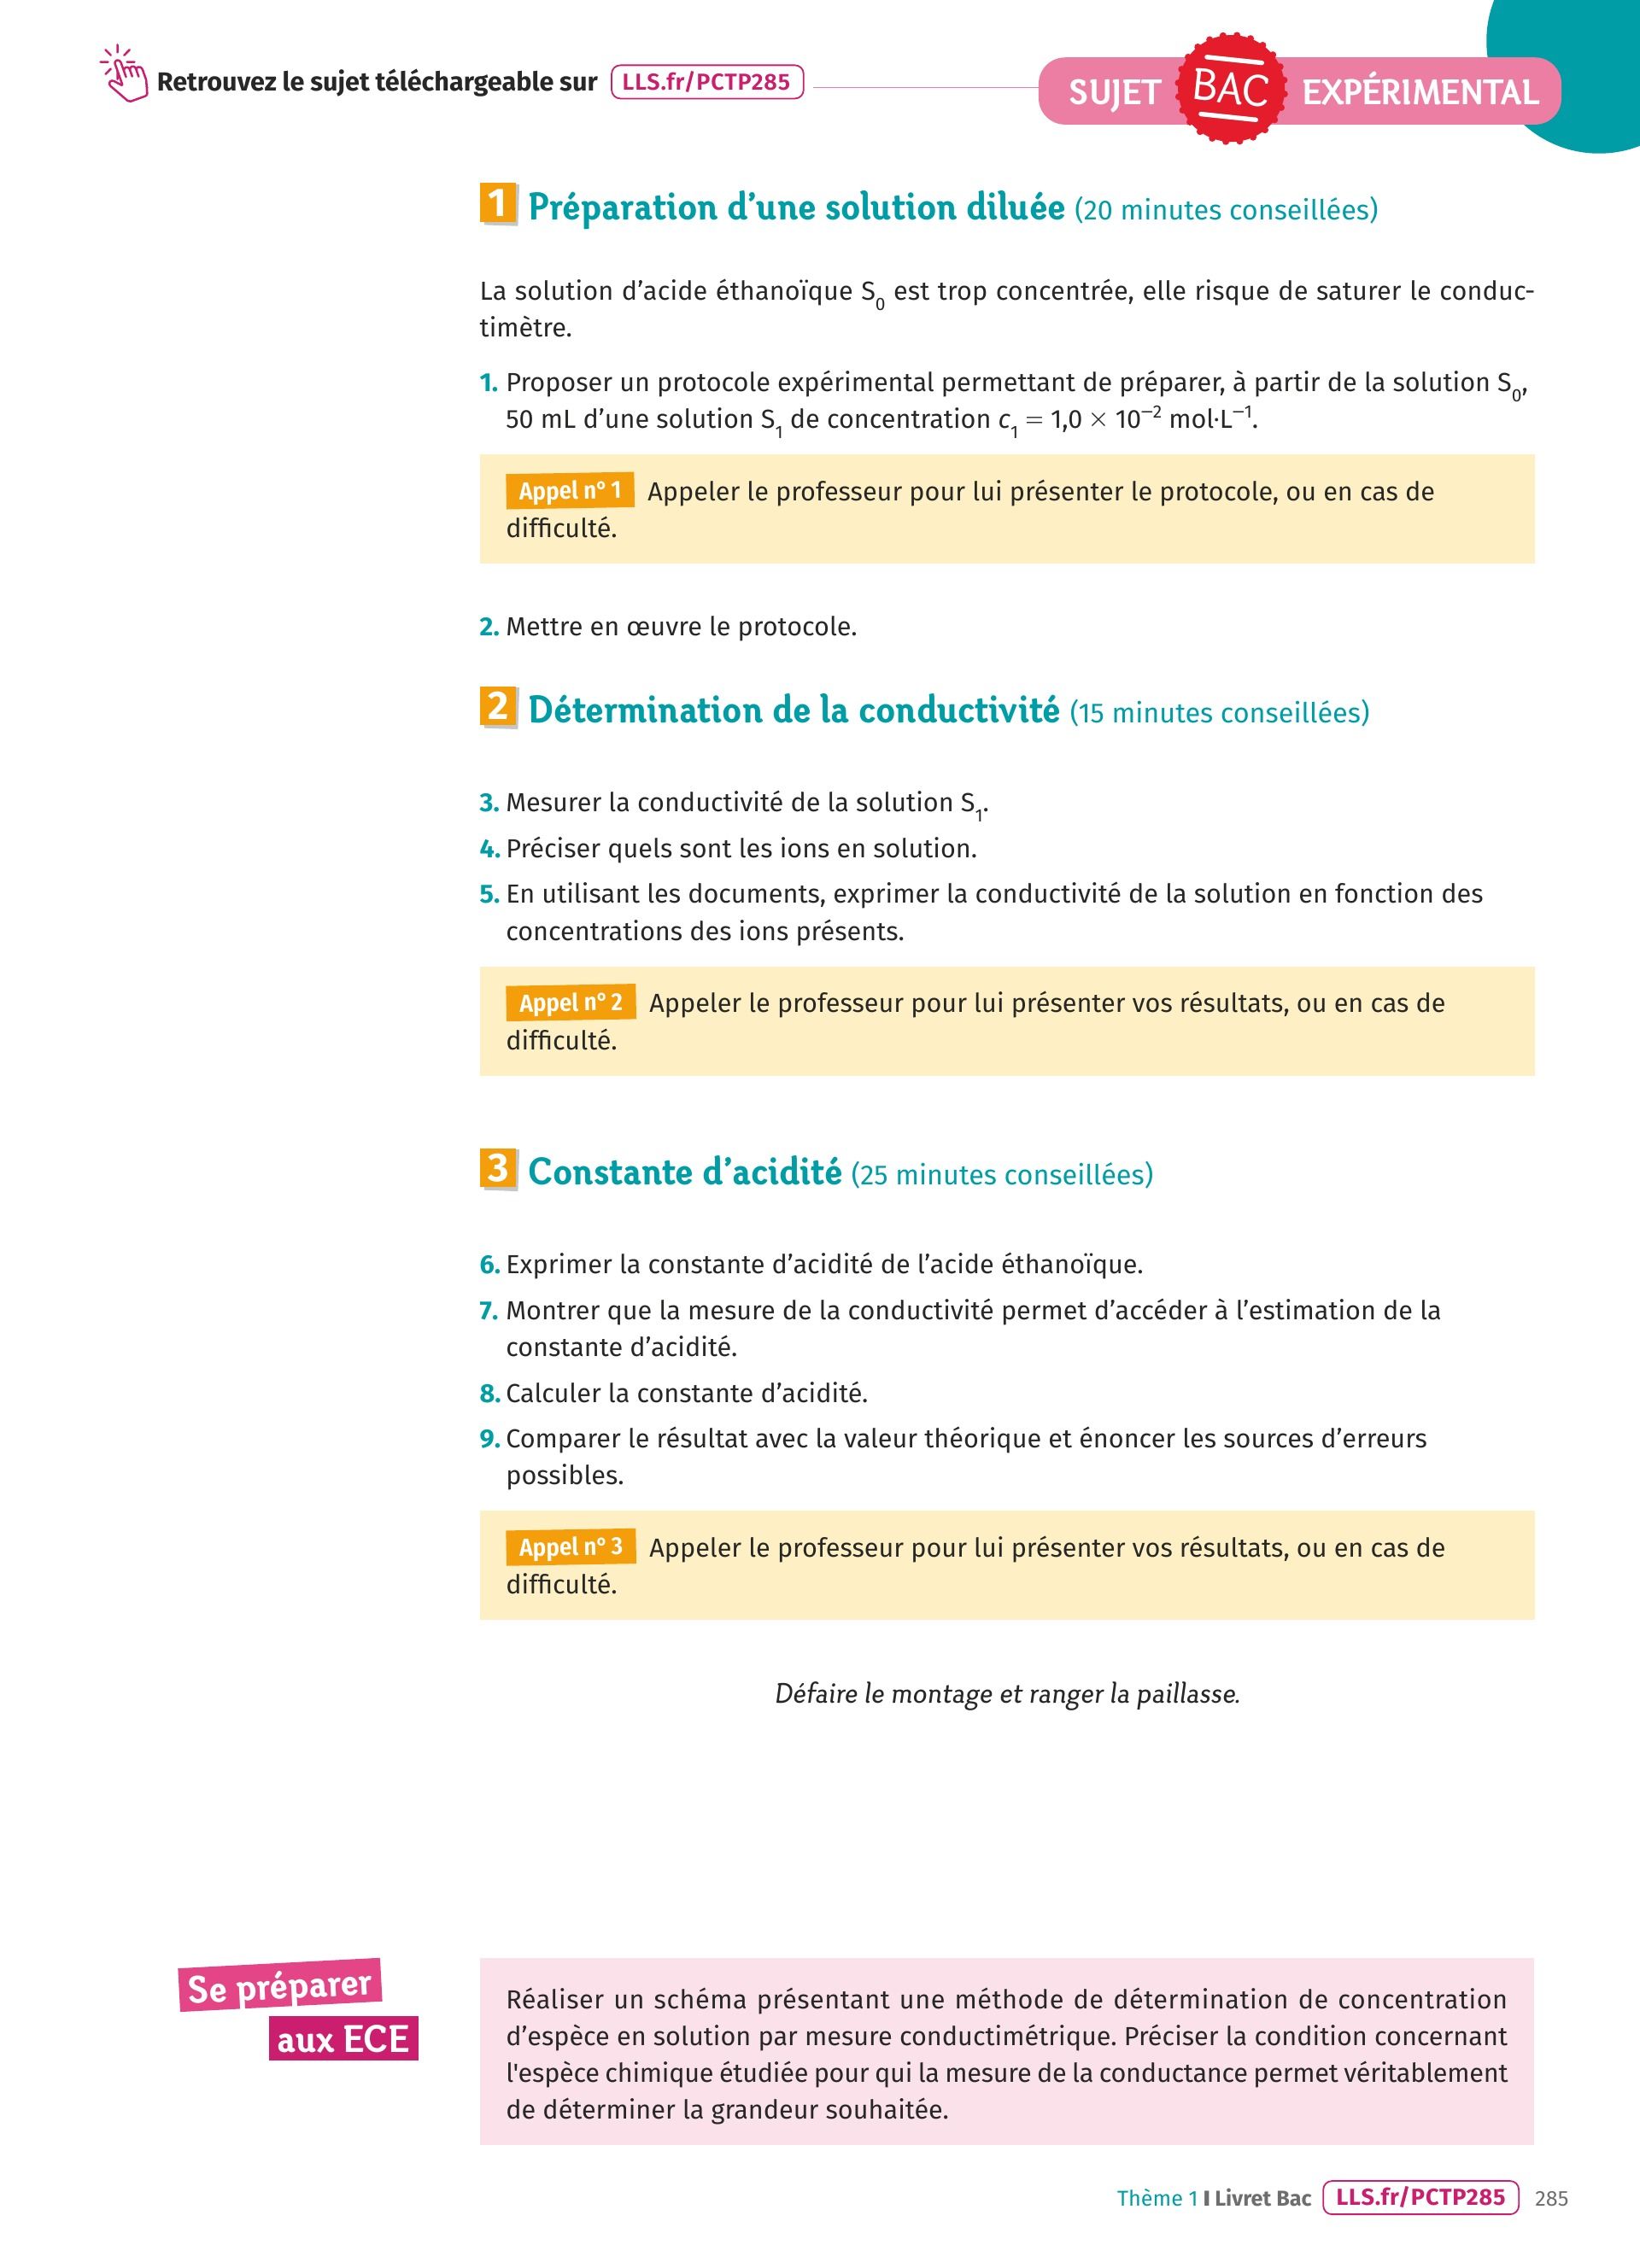 Retrouvez le sujet téléchargeable sur LLS.fr/PCTP285
SUJET BAC EXPÉRIMENTAL
1 Préparation d’une solution diluée (20 minutes conseillées)
La solution d’acide éthanoïque S₀ est trop concentrée, elle risque de saturer le conduc-
timètre.
1. Proposer un protocole expérimental permettant de préparer, à partir de la solution S₀,
50 mL d’une solution S₁ de concentration c₁ = 1,0 × 10⁻² mol·L⁻¹.
Appel n° 1 Appeler le professeur pour lui présenter le protocole, ou en cas de
difficulté.
2. Mettre en œuvre le protocole.
2 Détermination de la conductivité (15 minutes conseillées)
3. Mesurer la conductivité de la solution S₁.
4. Préciser quels sont les ions en solution.
5. En utilisant les documents, exprimer la conductivité de la solution en fonction des
concentrations des ions présents.
Appel n° 2 Appeler le professeur pour lui présenter vos résultats, ou en cas de
difficulté.
3 Constante d’acidité (25 minutes conseillées)
6. Exprimer la constante d’acidité de l’acide éthanoïque.
7. Montrer que la mesure de la conductivité permet d’accéder à l’estimation de la
constante d’acidité.
8. Calculer la constante d’acidité.
9. Comparer le résultat avec la valeur théorique et énoncer les sources d’erreurs
possibles.
Appel n° 3 Appeler le professeur pour lui présenter vos résultats, ou en cas de
difficulté.
Défaire le montage et ranger la paillasse.
Se préparer
aux ECE
Réaliser un schéma présentant une méthode de détermination de concentration
d’espèce en solution par mesure conductimétrique. Préciser la condition concernant
l'espèce chimique étudiée pour qui la mesure de la conductance permet véritablement
de déterminer la grandeur souhaitée.
Thème 1 I Livret Bac LLS.fr/PCTP285 285